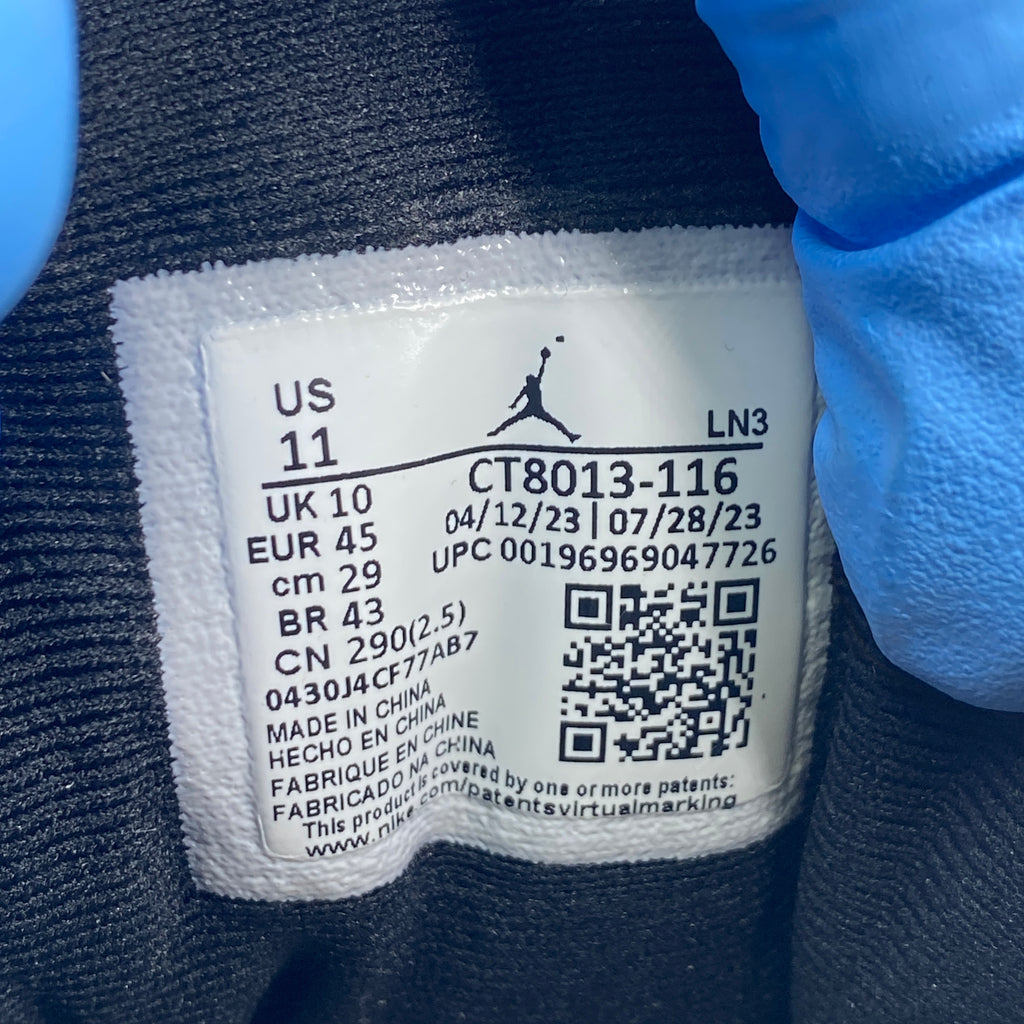 US
11
LN3
UK 10
EUR 45
cm 29
BR 43
CN 290(2.5)
0430J4CF77AB7
CT8013-116
04/12/23 | 07/28/23
UPC 00196969047726
MADE IN CHINA
HECHO EN CHINA
FABRIQUE EN CHINE
FABRICADO NA CHINA
This product is covered by one or more patents:
www.nike.com/patentsvirtualmarking